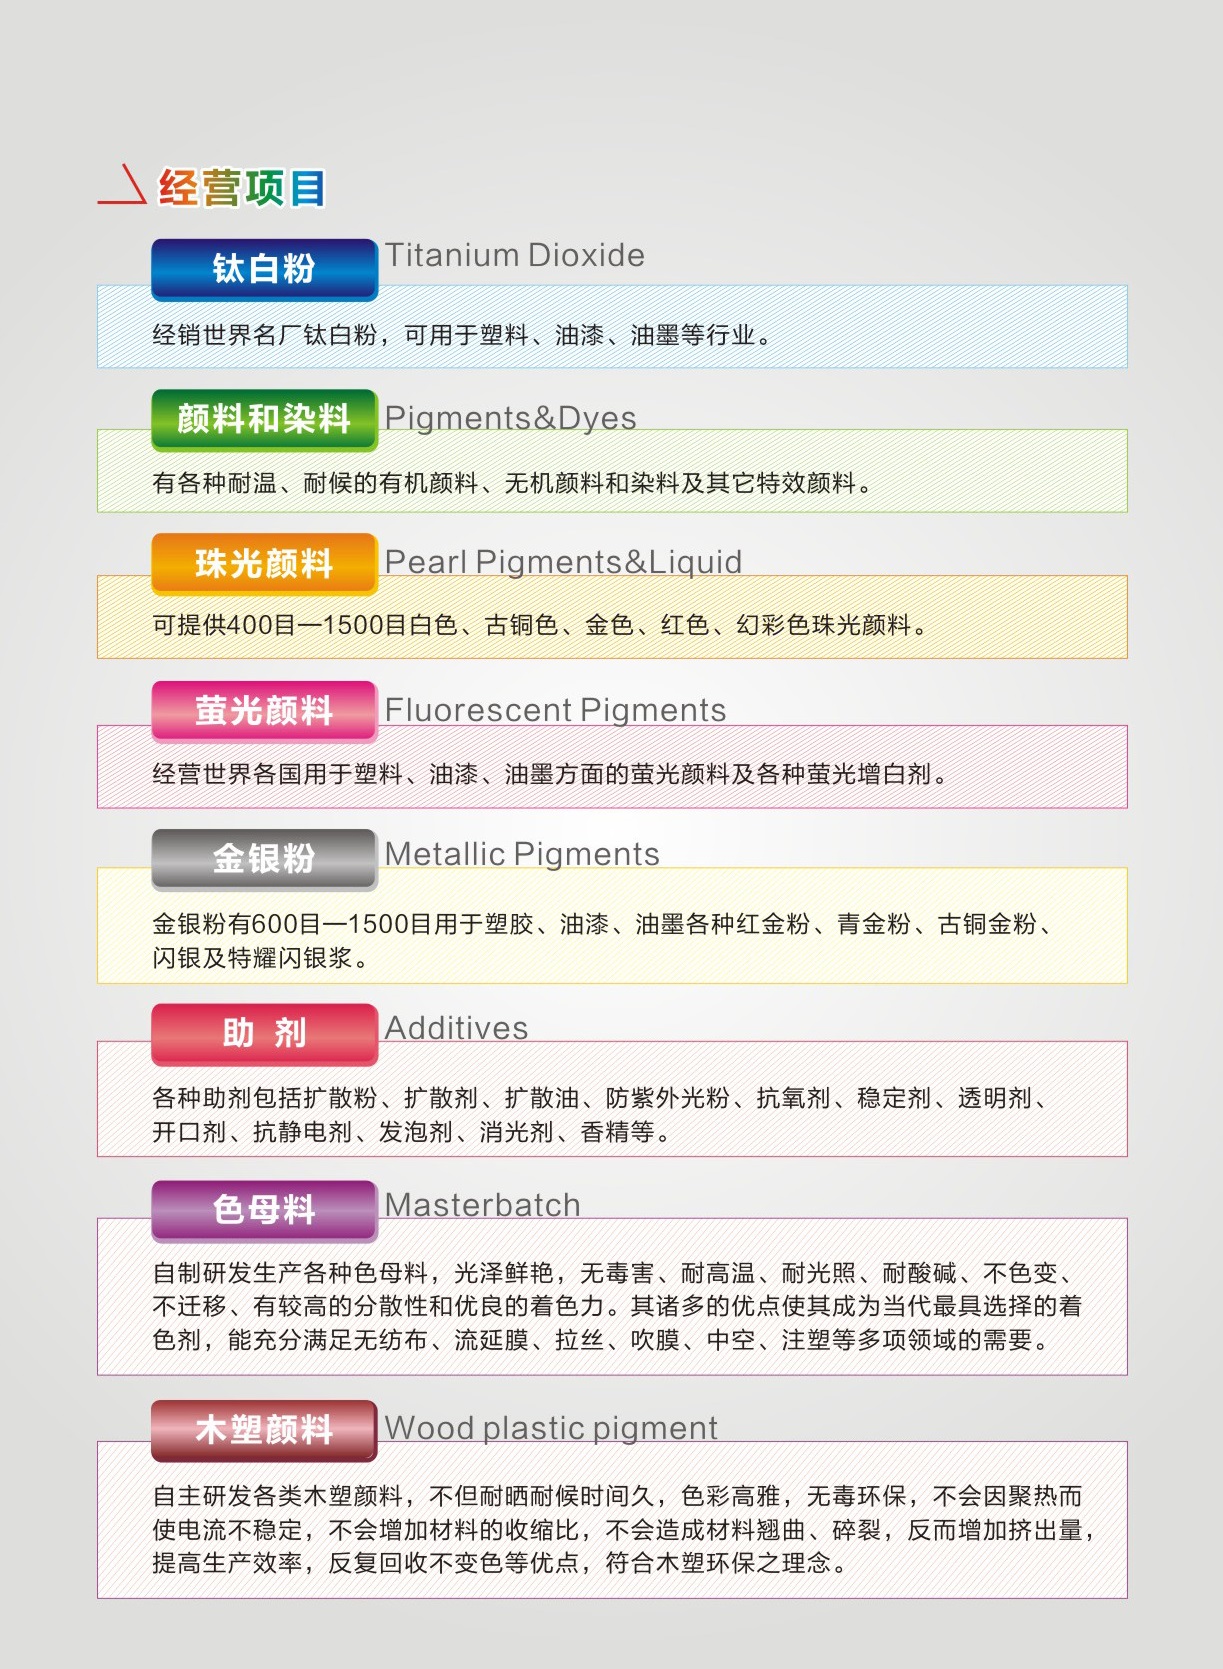 经营项目
钛白粉 Titanium Dioxide
经销世界名厂钛白粉，可用于塑料、油漆、油墨等行业。
颜料和染料 Pigments&Dyes
有各种耐温、耐候的有机颜料、无机颜料和染料及其它特效颜料。
珠光颜料 Pearl Pigments&Liquid
可提供400目—1500目白色、古铜色、金色、红色、幻彩色珠光颜料。
萤光颜料 Fluorescent Pigments
经营世界各国用于塑料、油漆、油墨方面的萤光颜料及各种萤光增白剂。
金银粉 Metallic Pigments
金银粉有600目—1500目用于塑胶、油漆、油墨各种红金粉、青金粉、古铜金粉、
闪银及特耀闪银浆。
助 剂 Additives
各种助剂包括扩散粉、扩散剂、扩散油、防紫外光粉、抗氧剂、稳定剂、透明剂、
开口剂、抗静电剂、发泡剂、消光剂、香精等。
色母料 Masterbatch
自制研发生产各种色母料，光泽鲜艳，无毒害、耐高温、耐光照、耐酸碱、不色变、
不迁移、有较高的分散性和优良的着色力。其诸多的优点使其成为当代最具选择的着
色剂，能充分满足无纺布、流延膜、拉丝、吹膜、中空、注塑等多项领域的需要。
木塑颜料 Wood plastic pigment
自主研发各类木塑颜料，不但耐晒耐候时间久，色彩高雅，无毒环保，不会因聚热而
使电流不稳定，不会增加材料的收缩比，不会造成材料翘曲、碎裂，反而增加挤出量，
提高生产效率，反复回收不变色等优点，符合木塑环保之理念。